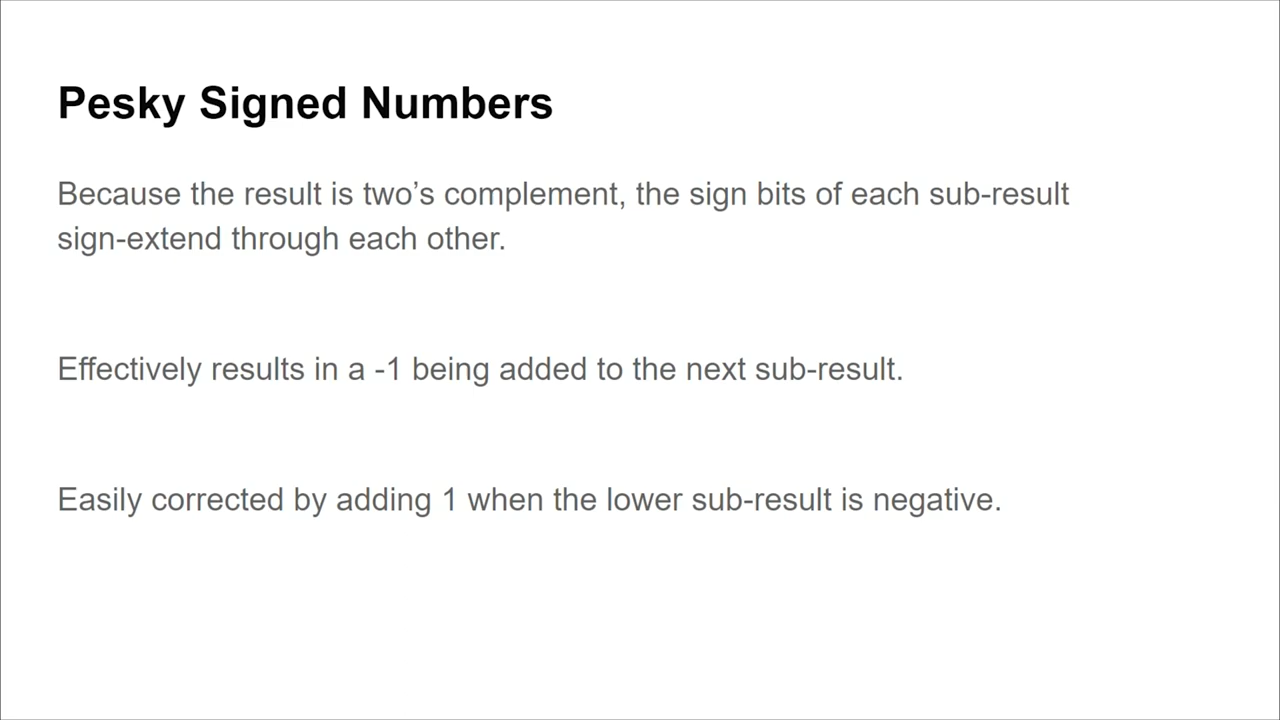 Pesky Signed Numbers
Because the result is two’s complement, the sign bits of each sub-result
sign-extend through each other.
Effectively results in a -1 being added to the next sub-result.
Easily corrected by adding 1 when the lower sub-result is negative.